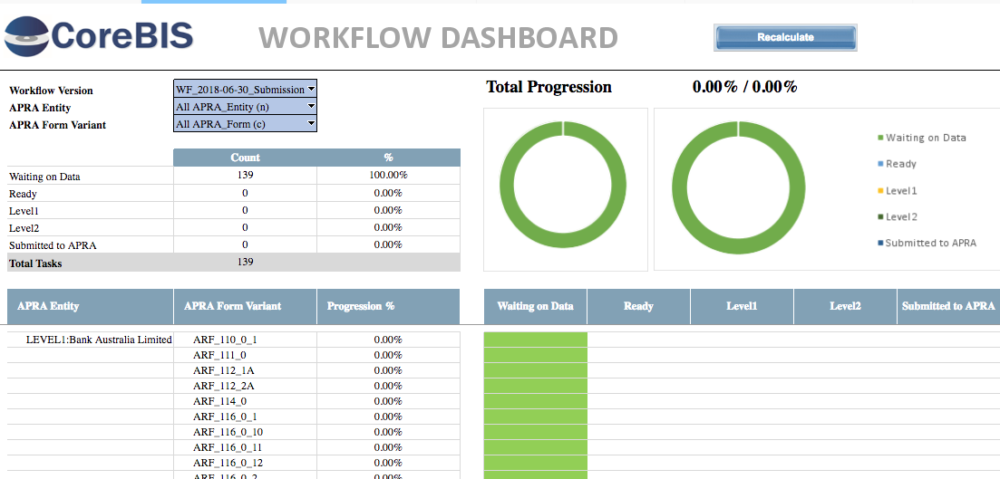 CoreBIS
WORKFLOW DASHBOARD
Recalculate
Workflow Version WF_2018-06-30_Submission
APRA Entity All APRA_Entity (n)
APRA Form Variant All APRA_Form (c)
Total Progression 0.00% / 0.00%
Count %
Waiting on Data 139 100.00%
Ready 0 0.00%
Level1 0 0.00%
Level2 0 0.00%
Submitted to APRA 0 0.00%
Total Tasks 139
Waiting on Data
Ready
Level1
Level2
Submitted to APRA
APRA Entity APRA Form Variant Progression % Waiting on Data Ready Level1 Level2 Submitted to APRA
LEVEL1:Bank Australia Limited ARF_110_0_1 0.00%
ARF_111_0 0.00%
ARF_112_1A 0.00%
ARF_112_2A 0.00%
ARF_114_0 0.00%
ARF_116_0_1 0.00%
ARF_116_0_10 0.00%
ARF_116_0_11 0.00%
ARF_116_0_12 0.00%
ARF_116_0_2 0.00%